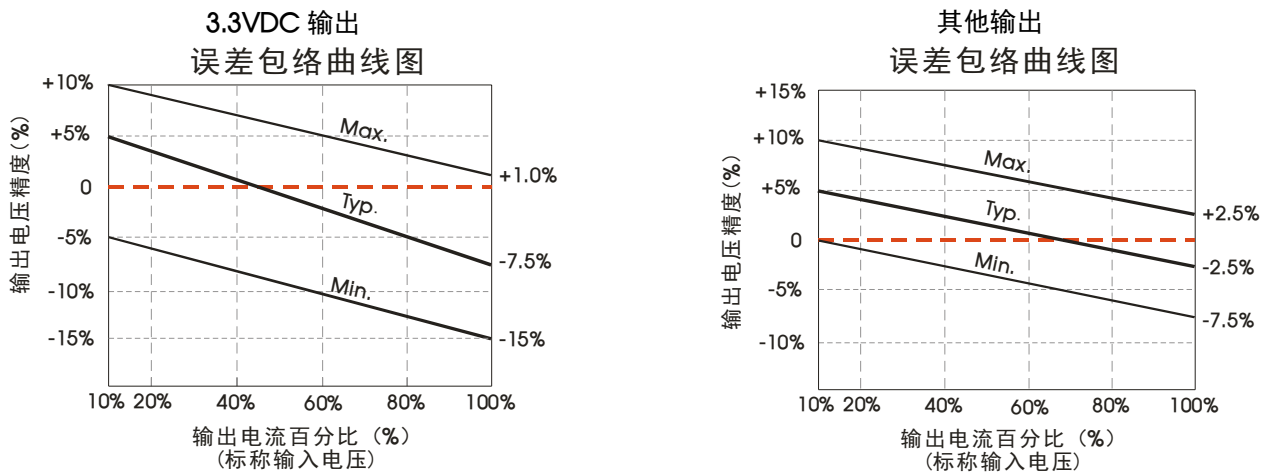 3.3VDC 输出
误差包络曲线图
+10%
+5%
0
-5%
-10%
-15%
输出电压精度(%)
Max.
Typ.
Min.
+1.0%
-7.5%
-15%
10% 20% 40% 60% 80% 100%
输出电流百分比 (%)
(标称输入电压)
其他输出
误差包络曲线图
+15%
+10%
+5%
0
-5%
-10%
输出电压精度(%)
Max.
Typ.
Min.
+2.5%
-2.5%
-7.5%
10% 20% 40% 60% 80% 100%
输出电流百分比 (%)
(标称输入电压)